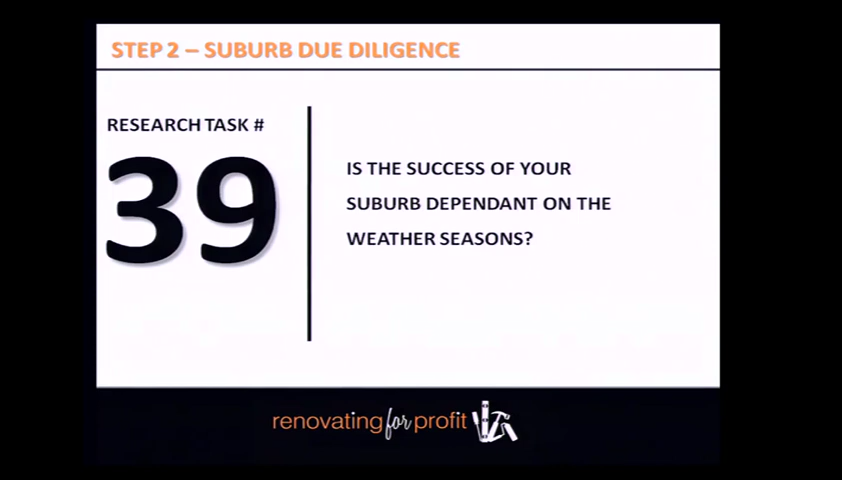 STEP 2 – SUBURB DUE DILIGENCE
RESEARCH TASK #
39
IS THE SUCCESS OF YOUR
SUBURB DEPENDANT ON THE
WEATHER SEASONS?
renovating for profit